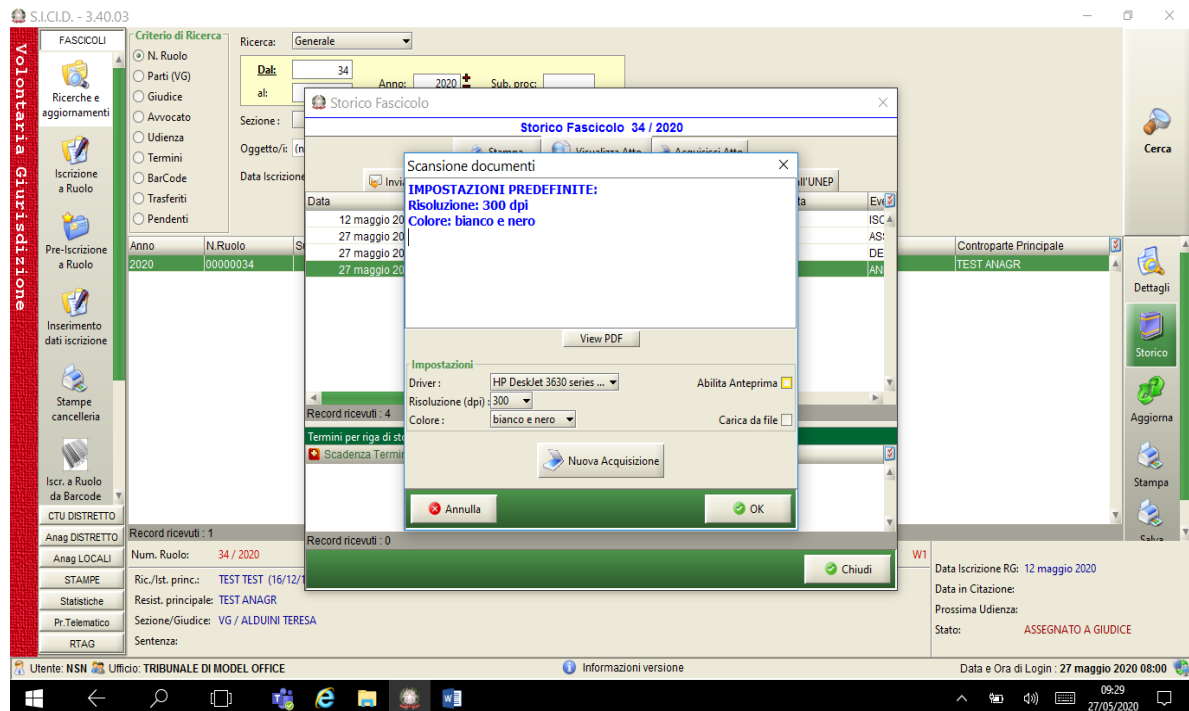 S.I.CI.D. - 3.40.03
Volontaria Giurisdizione
FASCICOLI
Ricerche e
aggiornamenti
Iscrizione
a Ruolo
Pre-Iscrizione
a Ruolo
Inserimento
dati iscrizione
Stampe
cancelleria
Iscr. a Ruolo
da Barcode
CTU DISTRETTO
Anag DISTRETTO
Anag LOCALI
STAMPE
Statistiche
Pr.Telematico
RTAG
Criterio di Ricerca
N. Ruolo
Parti (VG)
Giudice
Avvocato
Udienza
Termini
BarCode
Trasferiti
Pendenti
Ricerca: Generale
Dal: 34
al:
Anno: 2020
Sub. proc:
Sezione :
Oggetto/i: (n
Data Iscrizione
Cerca
Anno N.Ruolo Controparte Principale
2020 00000034 TEST ANAGR
Storico Fascicolo
Storico Fascicolo 34 / 2020
Stampa Visualizza Atto Acquisisci Atto
Invia all'UNEP
Data ta Eve
12 maggio 20 ISC
27 maggio 20 AS
27 maggio 20 DE
27 maggio 20 AN
Record ricevuti : 4
Termini per riga di sto
Scadenza Termin
Record ricevuti : 0
Chiudi
Scansione documenti
IMPOSTAZIONI PREDEFINITE:
Risoluzione: 300 dpi
Colore: bianco e nero
View PDF
Impostazioni
Driver : HP DeskJet 3630 series ... Abilita Anteprima
Risoluzione (dpi) : 300
Colore : bianco e nero Carica da file
Nuova Acquisizione
Annulla OK
Dettagli
Storico
Aggiorna
Stampa
Salva
Record ricevuti : 1
Num. Ruolo: 34 / 2020 W1
Ric./Ist. princ.: TEST TEST (16/12/1
Resist. principale: TEST ANAGR
Sezione/Giudice: VG / ALDUINI TERESA
Sentenza:
Data Iscrizione RG: 12 maggio 2020
Data in Citazione:
Prossima Udienza:
Stato: ASSEGNATO A GIUDICE
Utente: NSN Ufficio: TRIBUNALE DI MODEL OFFICE Informazioni versione Data e Ora di Login : 27 maggio 2020 08:00
09:29
27/05/2020